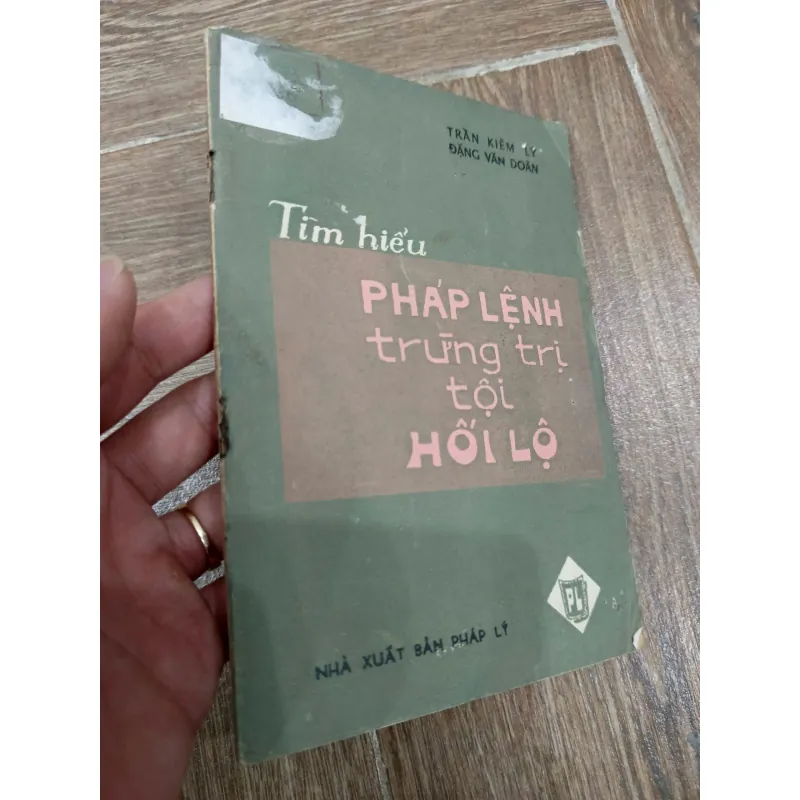 TRẦN KIÊM LÝ
ĐẶNG VĂN DOÃN
Tìm hiểu
PHÁP LỆNH
trừng trị
tội
HỐI LỘ
PL
NHÀ XUẤT BẢN PHÁP LÝ